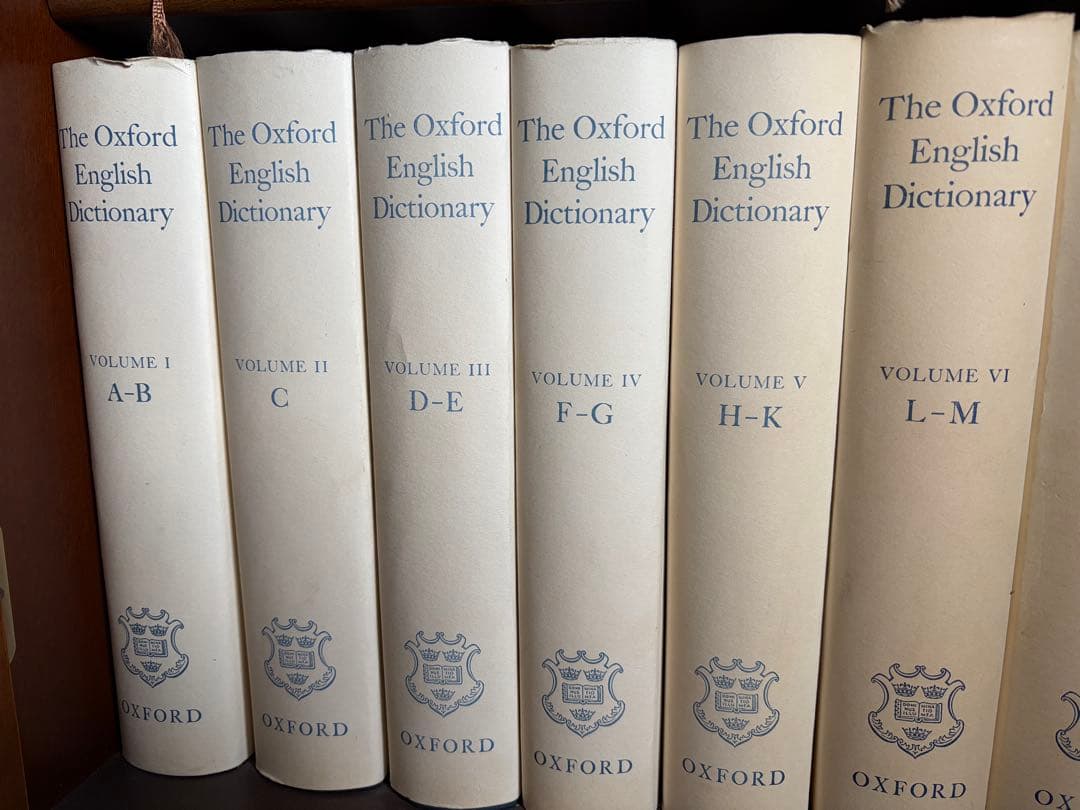 The Oxford
English
Dictionary
VOLUME I
A-B
OXFORD
The Oxford
English
Dictionary
VOLUME II
C
OXFORD
The Oxford
English
Dictionary
VOLUME III
D-E
OXFORD
The Oxford
English
Dictionary
VOLUME IV
F-G
OXFORD
The Oxford
English
Dictionary
VOLUME V
H-K
OXFORD
The Oxford
English
Dictionary
VOLUME VI
L-M
OXFORD
OX